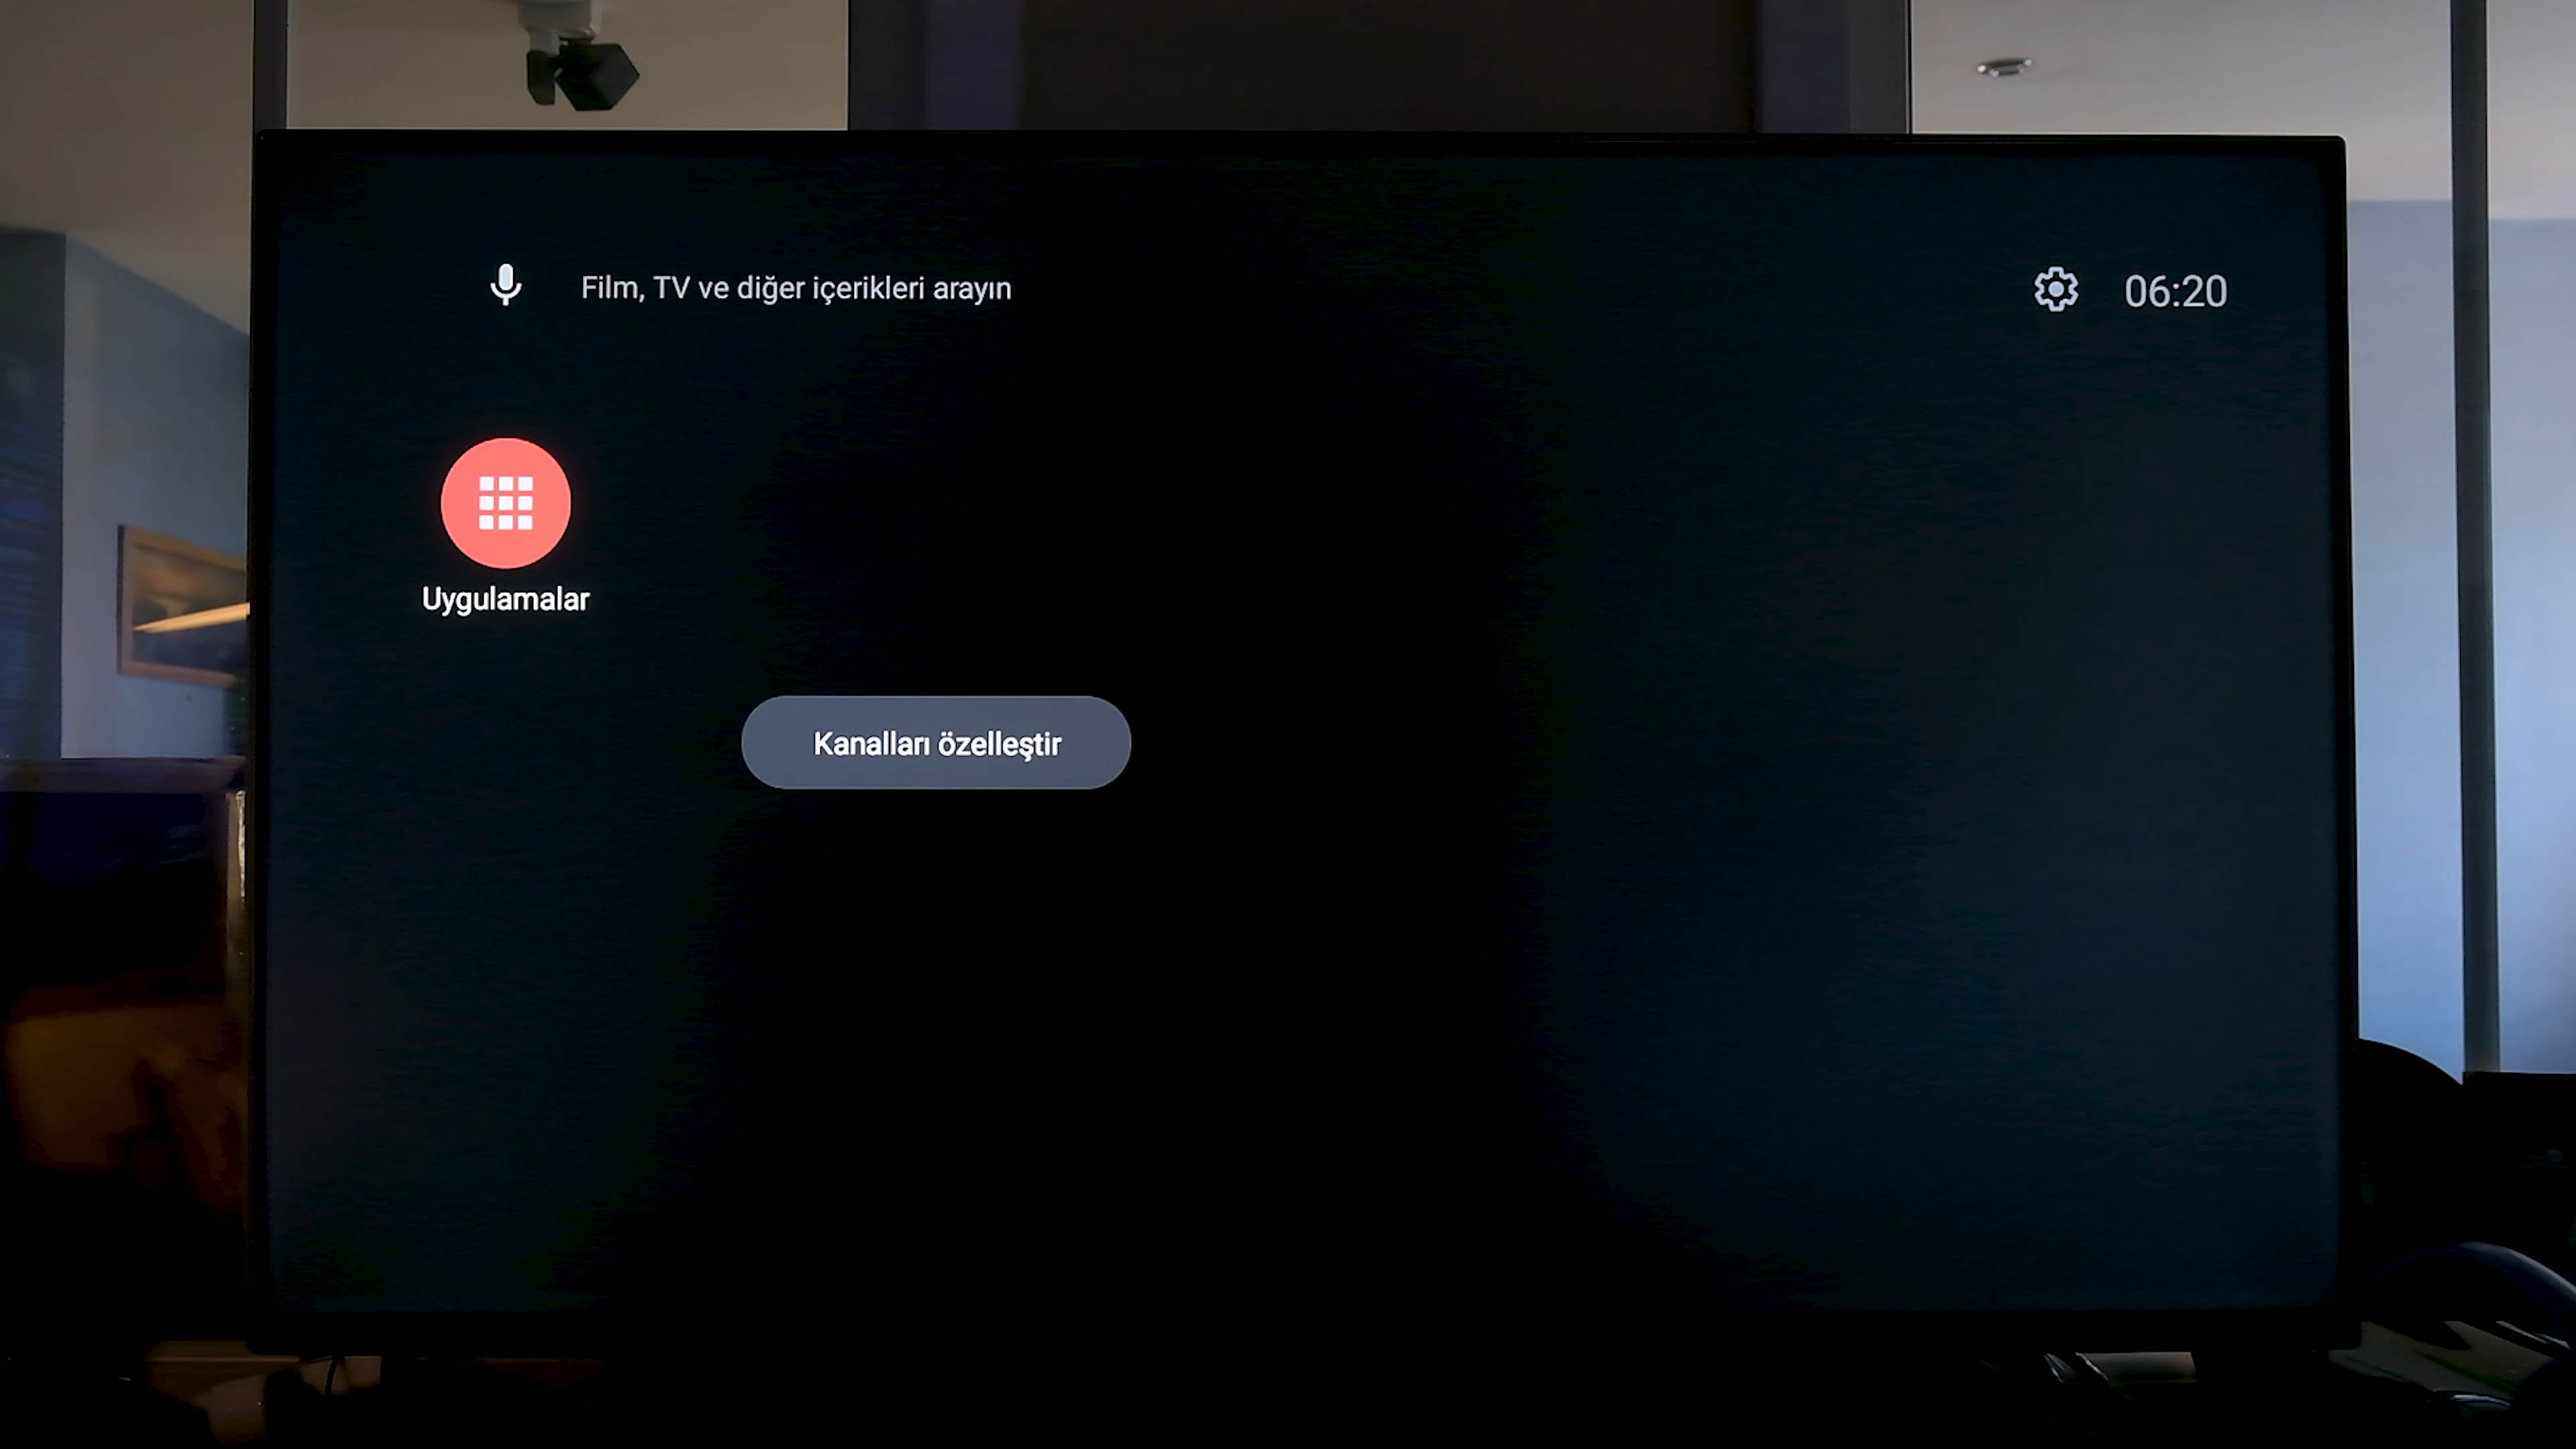 Film, TV ve diğer içerikleri arayın
06:20
Uygulamalar
Kanalları özelleştir